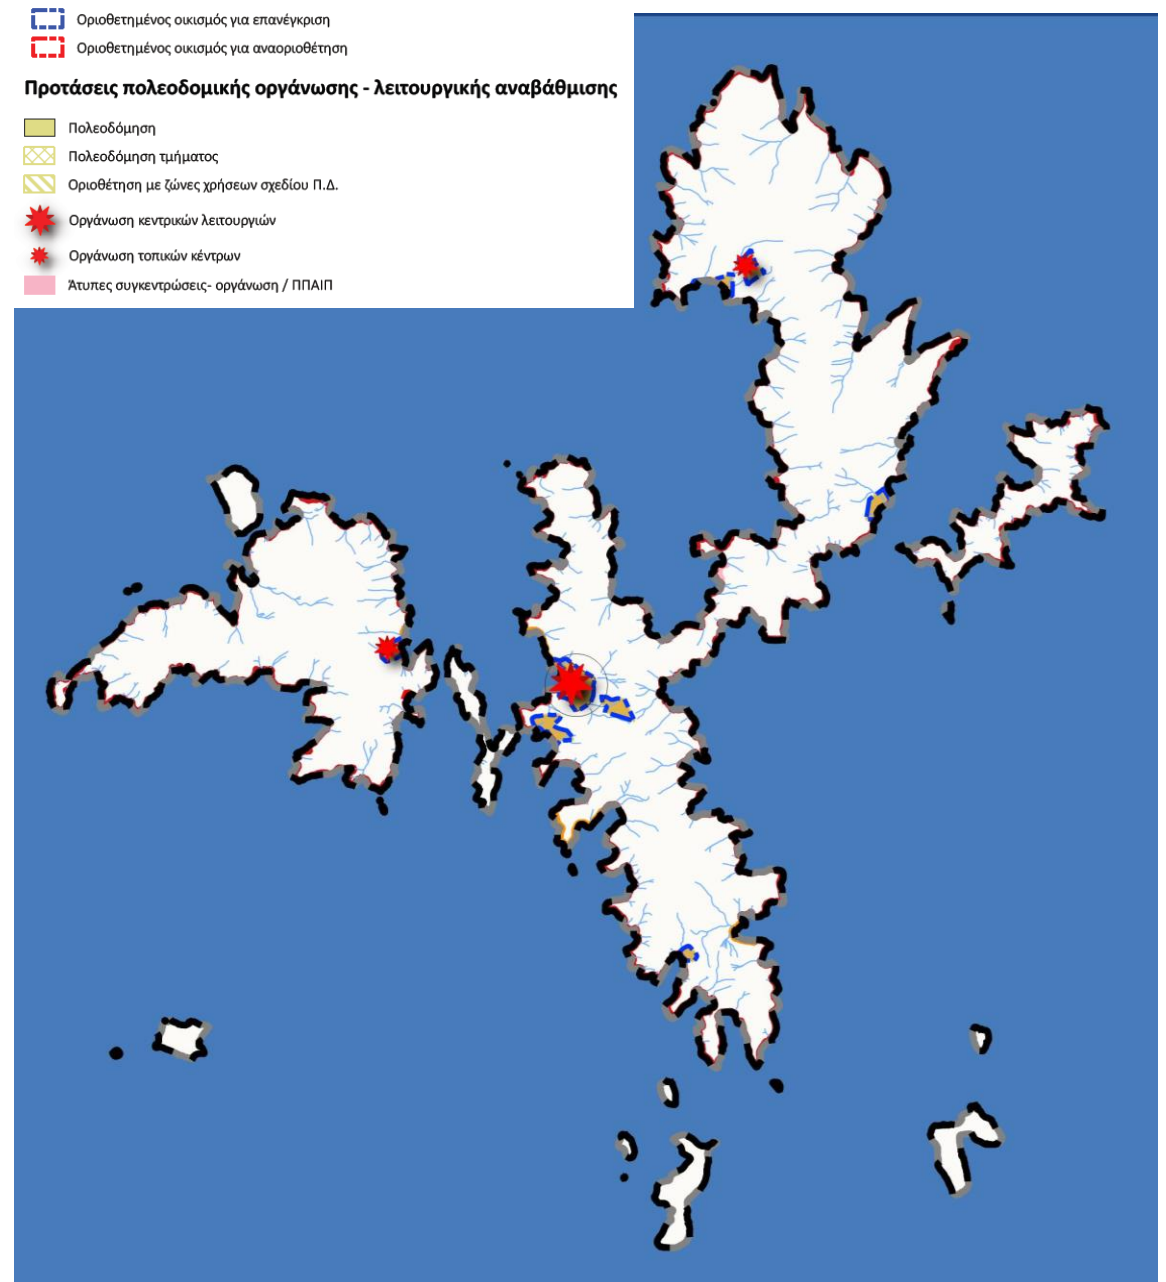 Οριοθετημένος οικισμός για επανέγκριση
Οριοθετημένος οικισμός για αναοριοθέτηση
Προτάσεις πολεοδομικής οργάνωσης - λειτουργικής αναβάθμισης
Πολεοδόμηση
Πολεοδόμηση τμήματος
Οριοθέτηση με ζώνες χρήσεων σχεδίου Π.Δ.
Οργάνωση κεντρικών λειτουργιών
Οργάνωση τοπικών κέντρων
Άτυπες συγκεντρώσεις- οργάνωση / ΠΠΑΙΠ